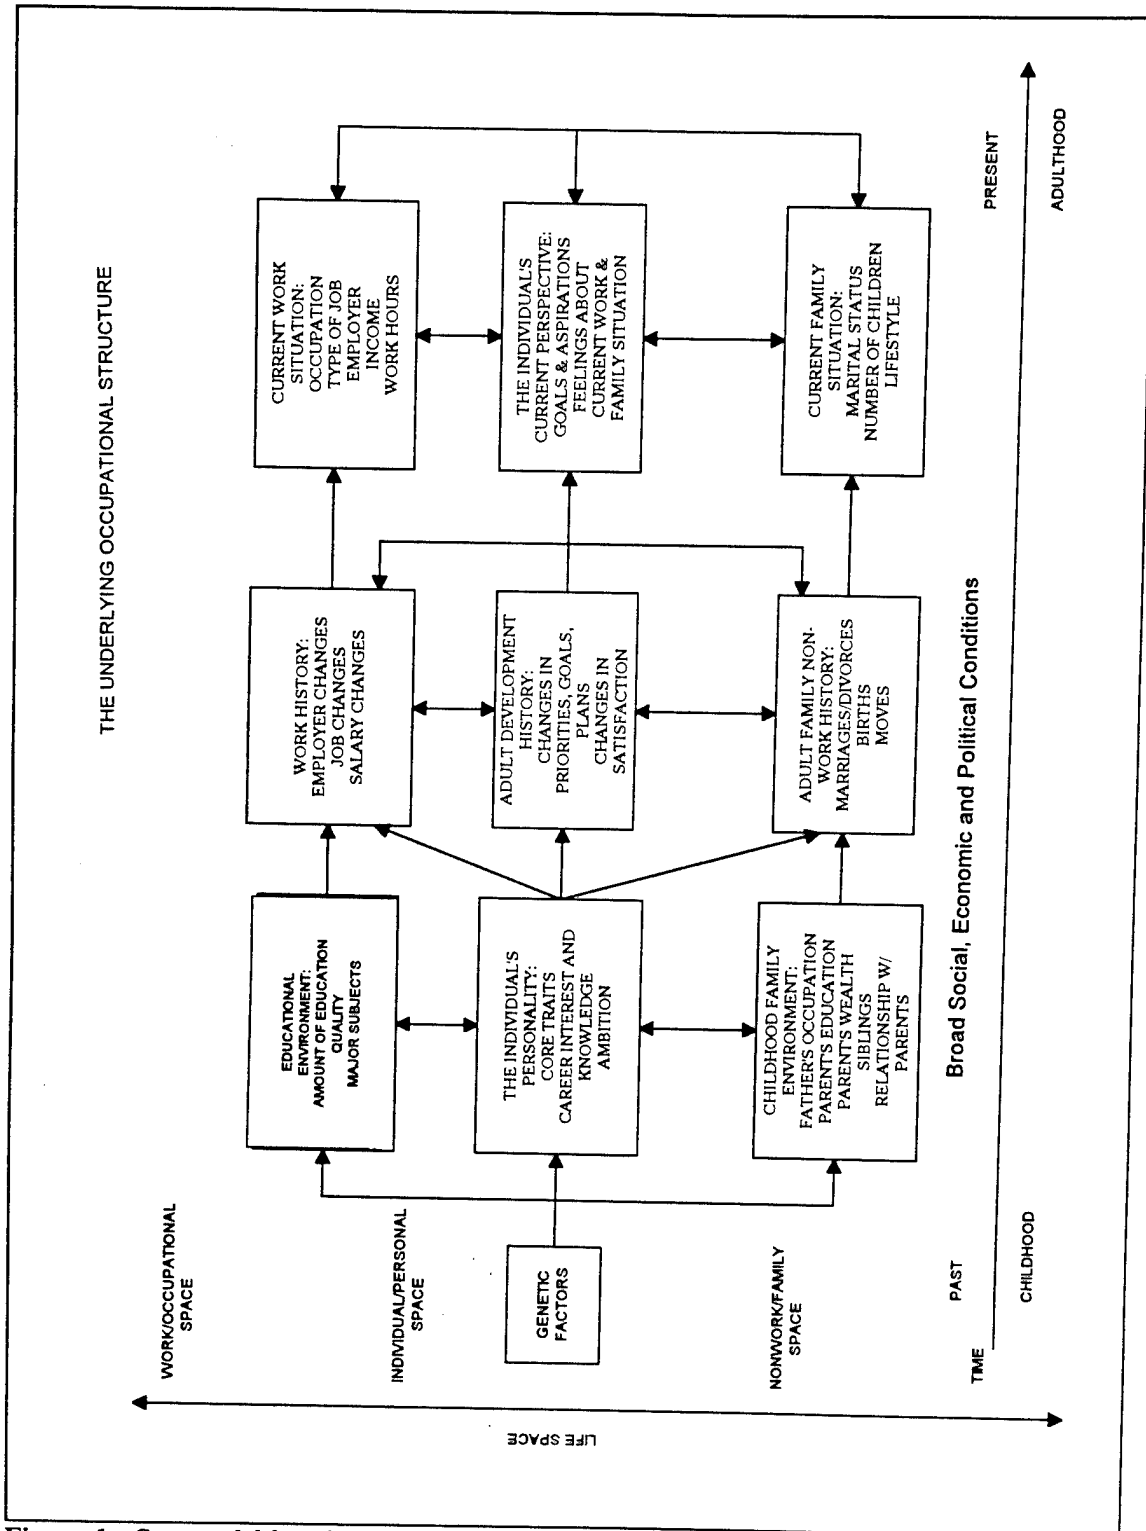 THE UNDERLYING OCCUPATIONAL STRUCTURE
LIFE SPACE
WORK/OCCUPATIONAL
SPACE
INDIVIDUAL/PERSONAL
SPACE
NONWORK/FAMILY
SPACE
GENETIC
FACTORS
EDUCATIONAL
ENVIRONMENT:
AMOUNT OF EDUCATION
QUALITY
MAJOR SUBJECTS
THE INDIVIDUAL'S
PERSONALITY:
CORE TRAITS
CAREER INTEREST AND
KNOWLEDGE
AMBITION
CHILDHOOD FAMILY
ENVIRONMENT:
FATHER'S OCCUPATION
PARENT'S EDUCATION
PARENT'S WEALTH
SIBLINGS
RELATIONSHIP W/
PARENTS
WORK HISTORY:
EMPLOYER CHANGES
JOB CHANGES
SALARY CHANGES
ADULT DEVELOPMENT
HISTORY:
CHANGES IN
PRIORITIES, GOALS,
PLANS
CHANGES IN
SATISFACTION
ADULT FAMILY NON-
WORK HISTORY:
MARRIAGES/DIVORCES
BIRTHS
MOVES
CURRENT WORK
SITUATION:
OCCUPATION
TYPE OF JOB
EMPLOYER
INCOME
WORK HOURS
THE INDIVIDUAL'S
CURRENT PERSPECTIVE:
GOALS & ASPIRATIONS
FEELINGS ABOUT
CURRENT WORK &
FAMILY SITUATION
CURRENT FAMILY
SITUATION:
MARITAL STATUS
NUMBER OF CHILDREN
LIFESTYLE
Broad Social, Economic and Political Conditions
PAST
PRESENT
TIME
CHILDHOOD
ADULTHOOD